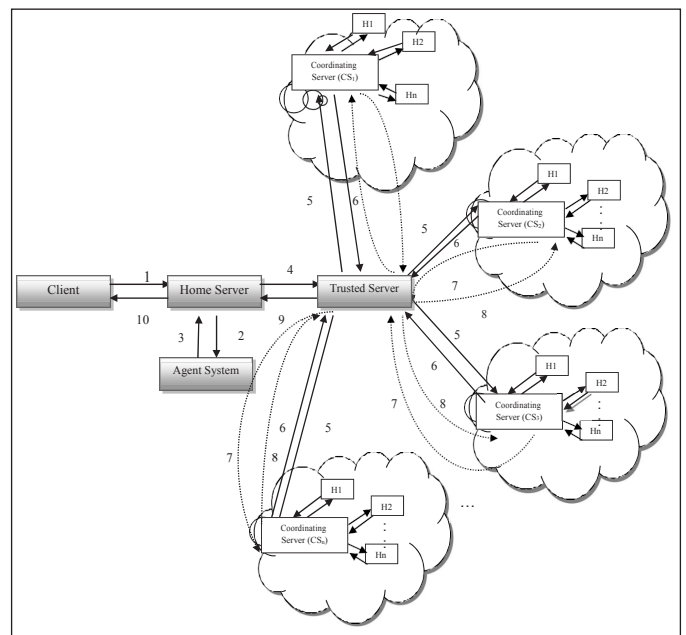 H1
H2
Coordinating
Server (CS1)
Hn
5
6
H1
H2
Coordinating
Server (CS2)
Hn
5
6
7
8
Client
1
10
Home Server
4
9
Trusted Server
3
2
Agent System
5
6
8
7
H1
H2
Coordinating
Server (CS3)
Hn
6
5
7
8
H1
H2
Coordinating
Server (CSn)
Hn
...